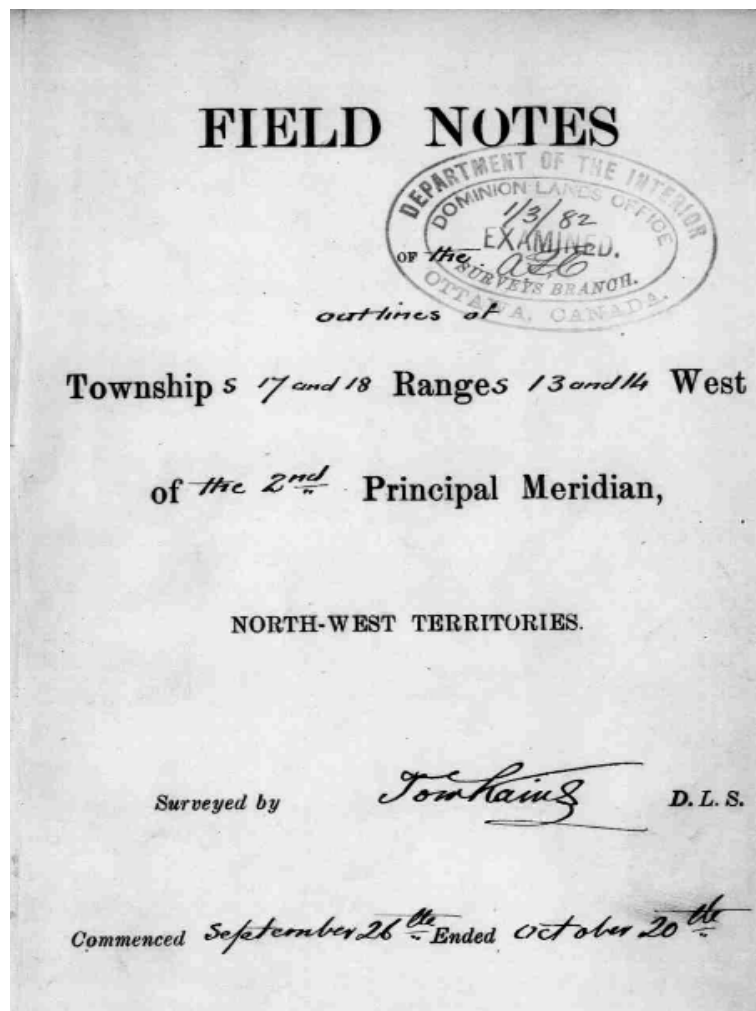 FIELD NOTES
DEPARTMENT OF THE INTERIOR
DOMINION LANDS OFFICE
1/3/82
EXAMINED.
SURVEYS BRANCH.
OTTAWA, CANADA.
OF the
outlines of
Townships 17 and 18 Ranges 13 and 14 West
of the 2nd Principal Meridian,
NORTH-WEST TERRITORIES.
Surveyed by D. L. S.
Commenced September 26th Ended October 20th